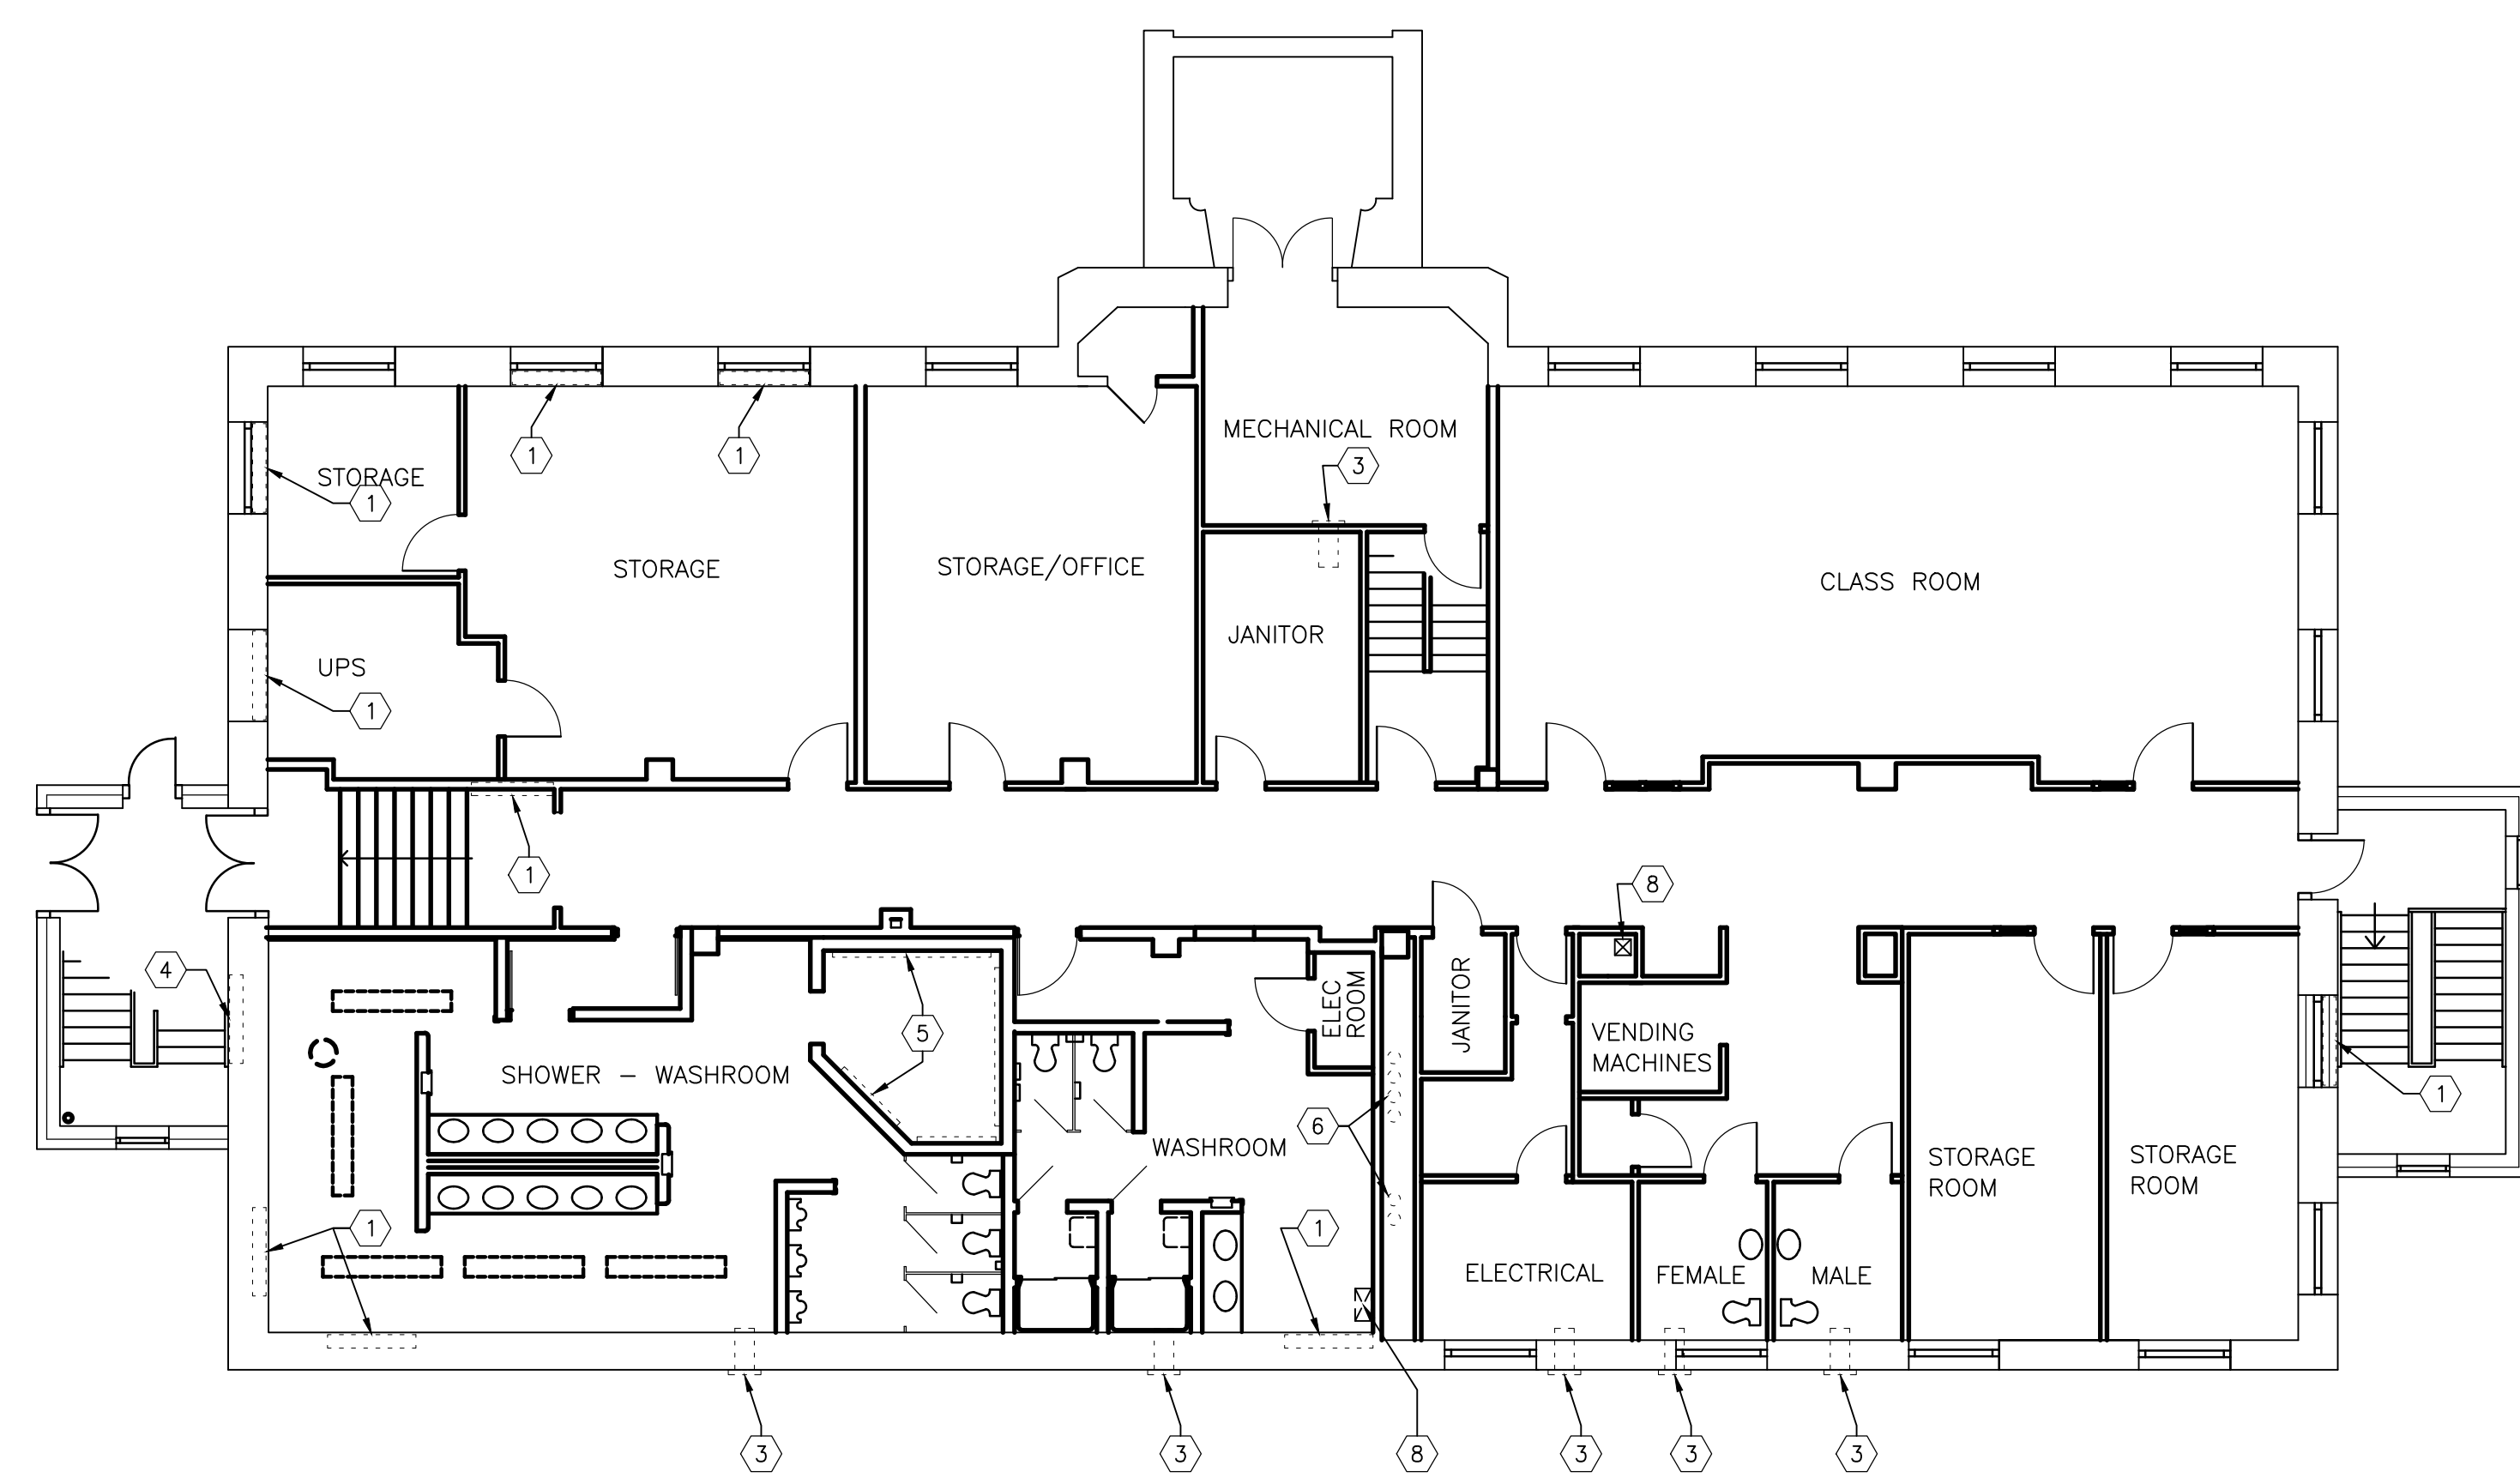 MECHANICAL ROOM
1
1
3
STORAGE
1
STORAGE
STORAGE/OFFICE
CLASS ROOM
JANITOR
UPS
1
1
8
4
5
ELEC
ROOM
JANITOR
VENDING
MACHINES
SHOWER – WASHROOM
1
6
WASHROOM
STORAGE
ROOM
STORAGE
ROOM
1
1
ELECTRICAL
FEMALE
MALE
3
3
8
3
3
3